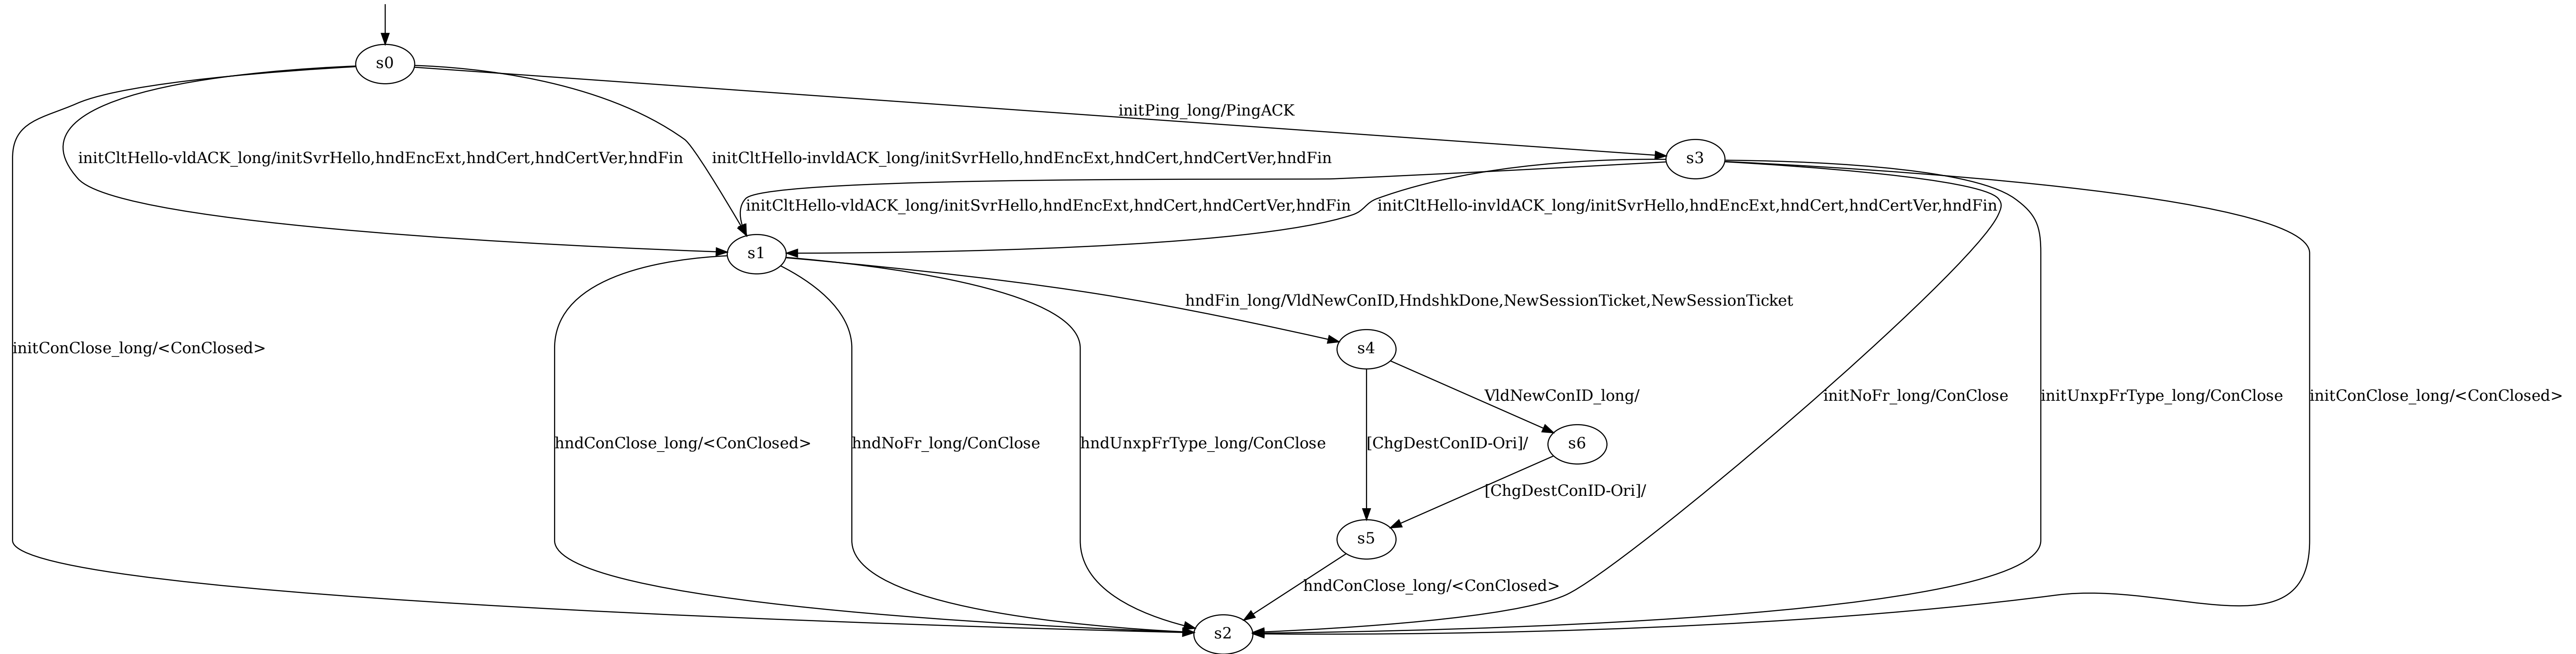 s0
initPing_long/PingACK
initCltHello-vldACK_long/initSvrHello,hndEncExt,hndCert,hndCertVer,hndFin
initCltHello-invldACK_long/initSvrHello,hndEncExt,hndCert,hndCertVer,hndFin
s3
initCltHello-vldACK_long/initSvrHello,hndEncExt,hndCert,hndCertVer,hndFin
initCltHello-invldACK_long/initSvrHello,hndEncExt,hndCert,hndCertVer,hndFin
s1
hndFin_long/VldNewConID,HndshkDone,NewSessionTicket,NewSessionTicket
initConClose_long/<ConClosed>
s4
VldNewConID_long/
initNoFr_long/ConClose
initUnxpFrType_long/ConClose
initConClose_long/<ConClosed>
hndConClose_long/<ConClosed>
hndNoFr_long/ConClose
hndUnxpFrType_long/ConClose
[ChgDestConID-Ori]/
s6
[ChgDestConID-Ori]/
s5
hndConClose_long/<ConClosed>
s2